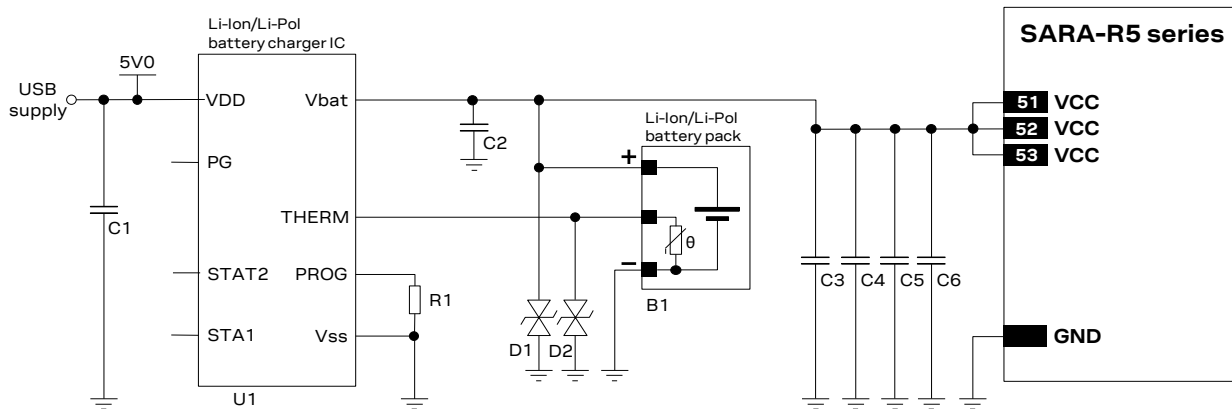 Li-Ion/Li-Pol
battery charger IC
SARA-R5 series
5V0
USB
supply
VDD
Vbat
Li-Ion/Li-Pol
battery pack
51 VCC
52 VCC
53 VCC
C2
+
PG
THERM
θ
C1
STAT2
PROG
−
C3
C4
C5
C6
R1
B1
STA1
Vss
D1
D2
GND
U1